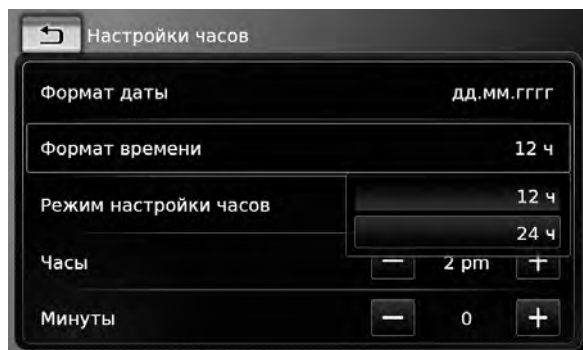 Настройки часов
Формат даты дд.мм.гггг
Формат времени 12 ч
12 ч
Режим настройки часов
24 ч
Часы — 2 pm +
Минуты — 0 +